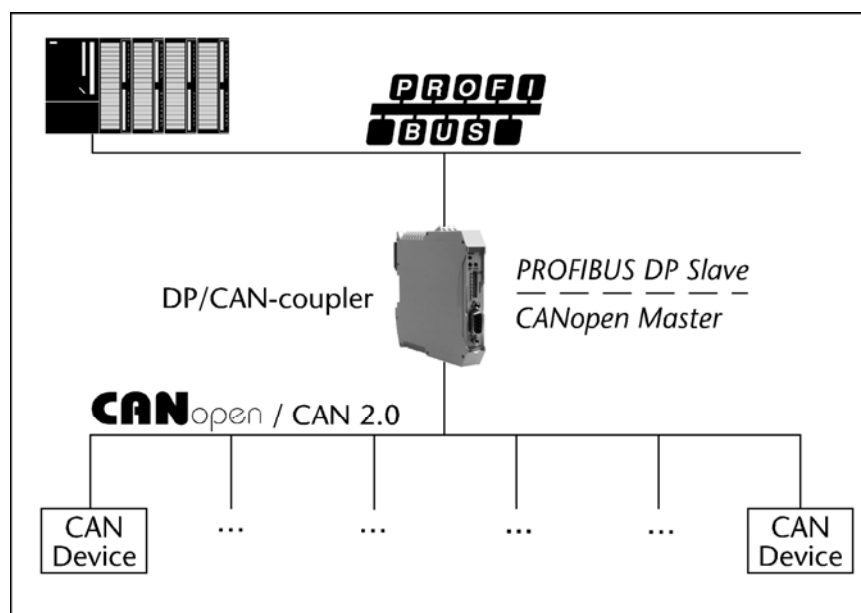 PROFI
BUS
DP/CAN-coupler
PROFIBUS DP Slave
CANopen Master
CANopen / CAN 2.0
CAN
Device
...
...
...
...
CAN
Device